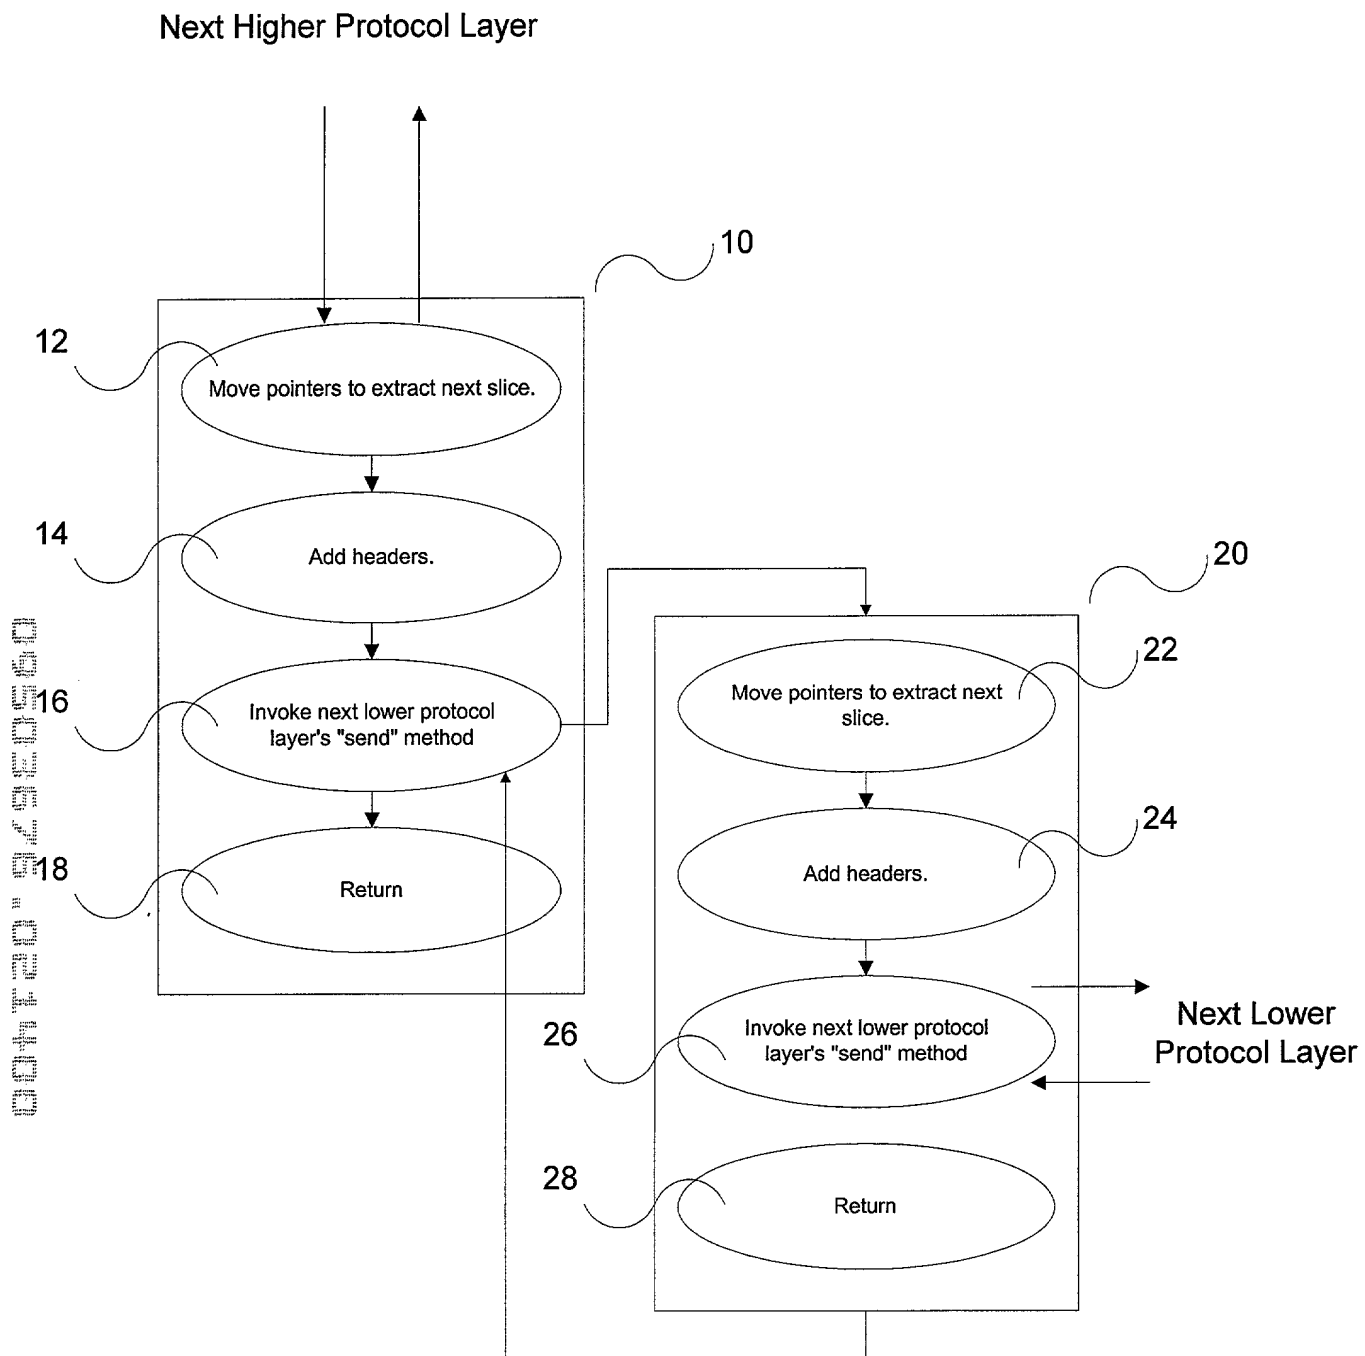 Next Higher Protocol Layer
10
12
Move pointers to extract next slice.
14
Add headers.
20
22
16
Invoke next lower protocol
layer's "send" method
Move pointers to extract next
slice.
24
18
Return
Add headers.
26
Invoke next lower protocol
layer's "send" method
Next Lower
Protocol Layer
28
Return